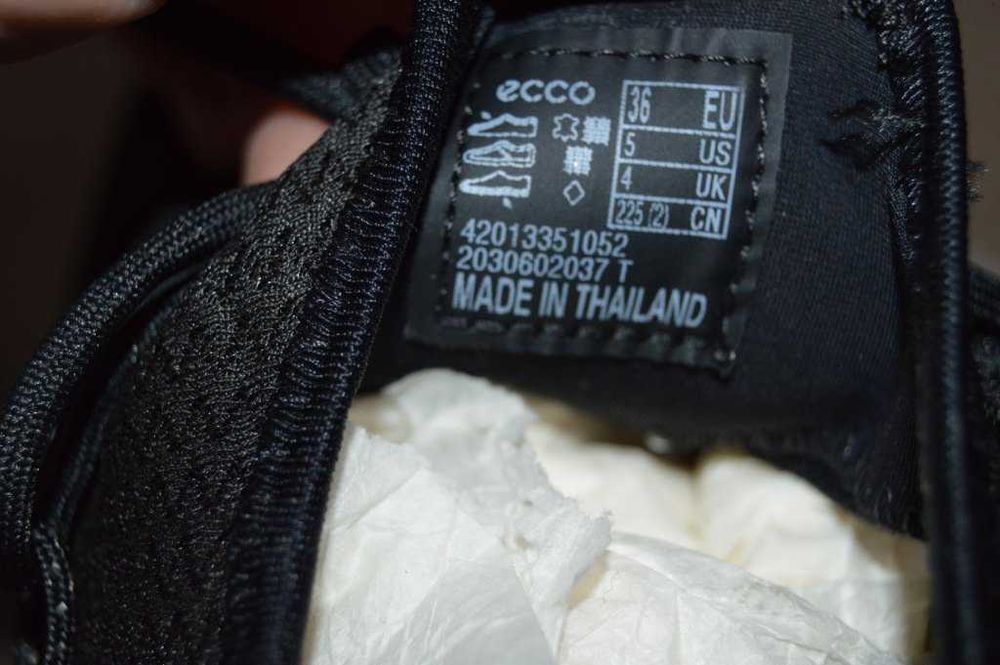 ecco
36 EU
5 US
4 UK
225 (2) CN
42013351052
2030602037 T
MADE IN THAILAND